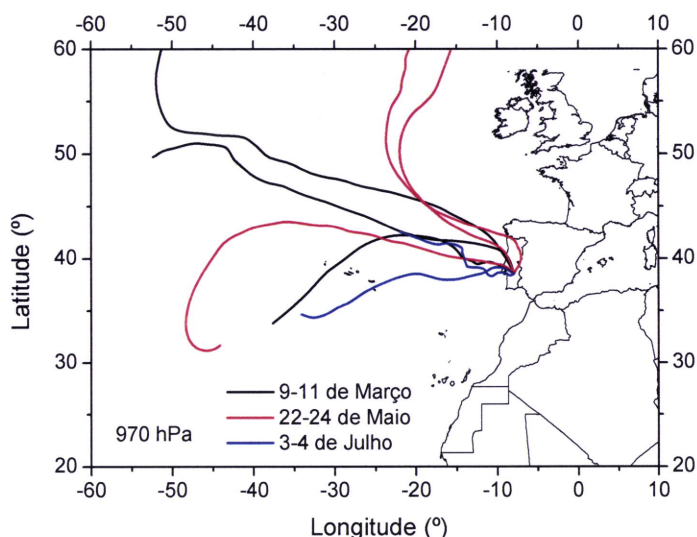 -60 -50 -40 -30 -20 -10 0 10
60 60
50 50
40 40
30 30
20 20
Latitude (º)
9-11 de Março
22-24 de Maio
3-4 de Julho
970 hPa
-60 -50 -40 -30 -20 -10 0 10
Longitude (º)